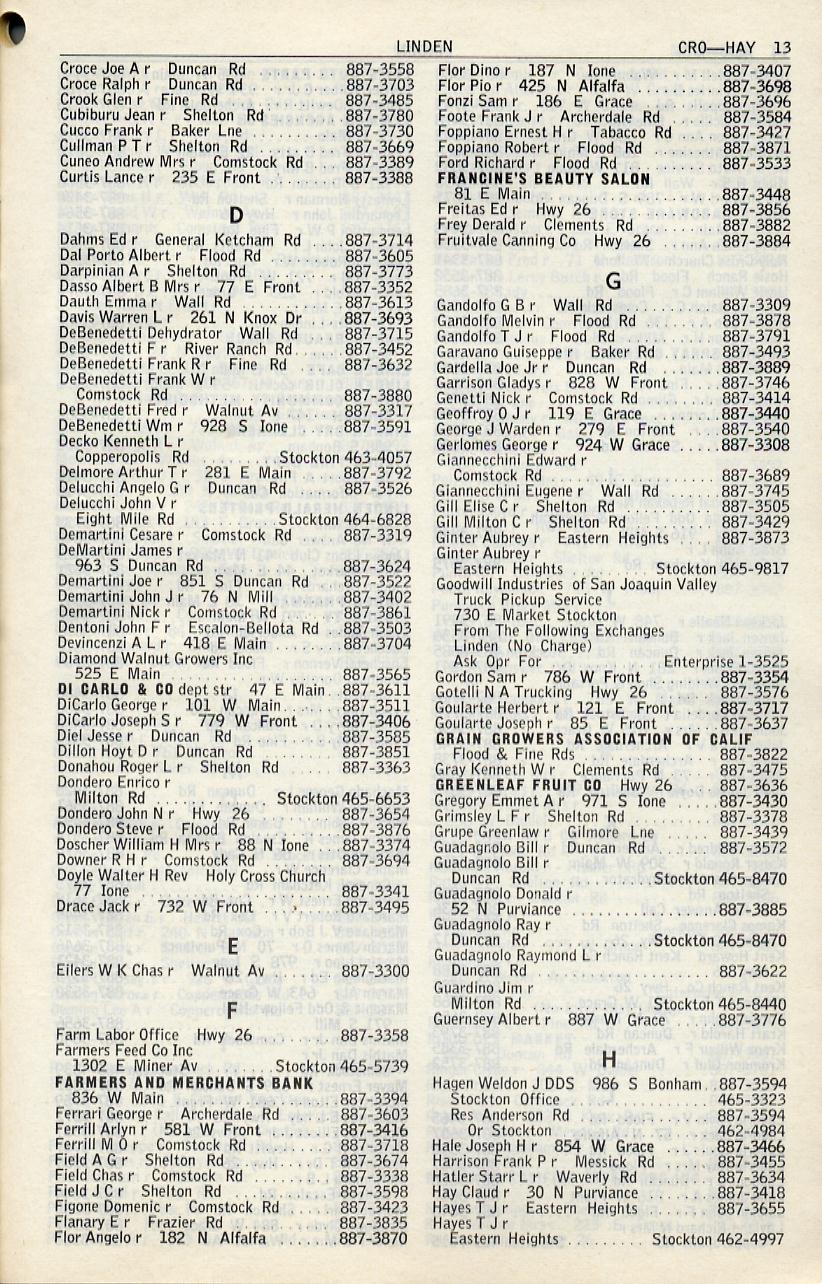 LINDEN CRO—HAY 13
Croce Joe A r Duncan Rd ......... 887-3558
Croce Ralph r Duncan Rd ......... 887-3703
Crook Glen r Fine Rd ............ 887-3485
Cubiburu Jean r Shelton Rd ....... 887-3780
Cucco Frank r Baker Lne .......... 887-3730
Cullman P T r Shelton Rd ......... 887-3669
Cuneo Andrew Mrs r Comstock Rd ... 887-3389
Curtis Lance r 235 E Front ....... 887-3388
D
Dahms Ed r General Ketcham Rd .... 887-3714
Dal Porto Albert r Flood Rd ...... 887-3605
Darpinian A r Shelton Rd ......... 887-3773
Dasso Albert B Mrs r 77 E Front ... 887-3352
Dauth Emma r Wall Rd ............ 887-3613
Davis Warren L r 261 N Knox Dr ... 887-3693
DeBenedetti Dehydrator Wall Rd ... 887-3715
DeBenedetti F r River Ranch Rd .... 887-3452
DeBenedetti Frank R r Fine Rd .... 887-3632
DeBenedetti Frank W r
Comstock Rd .................. 887-3880
DeBenedetti Fred r Walnut Av ..... 887-3317
DeBenedetti Wm r 928 S Ione ..... 887-3591
Decko Kenneth L r
Copperopolis Rd ......... Stockton 463-4057
Delmore Arthur T r 281 E Main .... 887-3792
Delucchi Angelo G r Duncan Rd .... 887-3526
Delucchi John V r
Eight Mile Rd ........... Stockton 464-6828
Demartini Cesare r Comstock Rd ... 887-3319
DeMartini James r
963 S Duncan Rd .............. 887-3624
Demartini Joe r 851 S Duncan Rd .. 887-3522
Demartini John J r 76 N Mill ..... 887-3402
Demartini Nick r Comstock Rd ..... 887-3861
Dentoni John F r Escalon-Bellota Rd .. 887-3503
Devincenzi A L r 418 E Main ...... 887-3704
Diamond Walnut Growers Inc
525 E Main .................. 887-3565
DI CARLO & CO dept str 47 E Main .. 887-3611
DiCarlo George r 101 W Main ...... 887-3511
DiCarlo Joseph S r 779 W Front ... 887-3406
Diel Jesse r Duncan Rd .......... 887-3585
Dillon Hoyt D r Duncan Rd ....... 887-3851
Donahou Roger L r Shelton Rd .... 887-3363
Dondero Enrico r
Milton Rd ............ Stockton 465-6653
Dondero John N r Hwy 26 ........ 887-3654
Dondero Steve r Flood Rd ........ 887-3876
Doscher William H Mrs r 88 N Ione ... 887-3374
Downer R H r Comstock Rd ....... 887-3694
Doyle Walter H Rev Holy Cross Church
77 Ione ..................... 887-3341
Drace Jack r 732 W Front ........ 887-3495
E
Eilers W K Chas r Walnut Av ...... 887-3300
F
Farm Labor Office Hwy 26 ........ 887-3358
Farmers Feed Co Inc
1302 E Miner Av ........ Stockton 465-5739
FARMERS AND MERCHANTS BANK
836 W Main .................. 887-3394
Ferrari George r Archerdale Rd .... 887-3603
Ferrill Arlyn r 581 W Front ....... 887-3416
Ferrill M O r Comstock Rd ....... 887-3718
Field A G r Shelton Rd .......... 887-3674
Field Chas r Comstock Rd ........ 887-3338
Field J C r Shelton Rd .......... 887-3598
Figone Domenic r Comstock Rd .... 887-3423
Flanary E r Frazier Rd .......... 887-3835
Flor Angelo r 182 N Alfalfa ....... 887-3870
Flor Dino r 187 N Ione .......... 887-3407
Flor Pio r 425 N Alfalfa ......... 887-3698
Fonzi Sam r 186 E Grace ......... 887-3696
Foote Frank J r Archerdale Rd .... 887-3584
Foppiano Ernest H r Tabacco Rd ... 887-3427
Foppiano Robert r Flood Rd ...... 887-3871
Ford Richard r Flood Rd ......... 887-3533
FRANCINE'S BEAUTY SALON
81 E Main ................... 887-3448
Freitas Ed r Hwy 26 ............ 887-3856
Frey Derald r Clements Rd ....... 887-3882
Fruitvale Canning Co Hwy 26 ..... 887-3884
G
Gandolfo G B r Wall Rd ......... 887-3309
Gandolfo Melvin r Flood Rd ...... 887-3878
Gandolfo T J r Flood Rd ........ 887-3791
Garavano Guiseppe r Baker Rd .... 887-3493
Gardella Joe Jr r Duncan Rd ...... 887-3889
Garrison Gladys r 828 W Front .... 887-3746
Genetti Nick r Comstock Rd ...... 887-3414
Geoffroy O J r 119 E Grace ...... 887-3440
George J Warden r 279 E Front ... 887-3540
Gerlomes George r 924 W Grace ... 887-3308
Giannecchini Edward r
Comstock Rd ................. 887-3689
Giannecchini Eugene r Wall Rd ... 887-3745
Gill Elise C r Shelton Rd ........ 887-3505
Gill Milton C r Shelton Rd ....... 887-3429
Ginter Aubrey r Eastern Heights ... 887-3873
Ginter Aubrey r
Eastern Heights ........ Stockton 465-9817
Goodwill Industries of San Joaquin Valley
Truck Pickup Service
730 E Market Stockton
From The Following Exchanges
Linden (No Charge)
Ask Opr For ............ Enterprise 1-3525
Gordon Sam r 786 W Front ....... 887-3354
Gotelli N A Trucking Hwy 26 ..... 887-3576
Goularte Herbert r 121 E Front ... 887-3717
Goularte Joseph r 85 E Front ..... 887-3637
GRAIN GROWERS ASSOCIATION OF CALIF
Flood & Fine Rds ............. 887-3822
Gray Kenneth W r Clements Rd .... 887-3475
GREENLEAF FRUIT CO Hwy 26 ..... 887-3636
Gregory Emmet A r 971 S Ione .... 887-3430
Grimsley L F r Shelton Rd ....... 887-3378
Grupe Greenlaw r Gilmore Lne .... 887-3439
Guadagnolo Bill r Duncan Rd ..... 887-3572
Guadagnolo Bill r
Duncan Rd ............ Stockton 465-8470
Guadagnolo Donald r
52 N Purviance ............... 887-3885
Guadagnolo Ray r
Duncan Rd ............ Stockton 465-8470
Guadagnolo Raymond L r
Duncan Rd ................... 887-3622
Guardino Jim r
Milton Rd ............ Stockton 465-8440
Guernsey Albert r 887 W Grace .... 887-3776
H
Hagen Weldon J DDS 986 S Bonham .. 887-3594
Stockton Office ............... 465-3323
Res Anderson Rd .............. 887-3594
Or Stockton ................. 462-4984
Hale Joseph H r 854 W Grace ..... 887-3466
Harrison Frank P r Messick Rd ... 887-3455
Hatler Starr L r Waverly Rd ..... 887-3634
Hay Claud r 30 N Purviance ...... 887-3418
Hayes T J r Eastern Heights ..... 887-3655
Hayes T J r
Eastern Heights ......... Stockton 462-4997